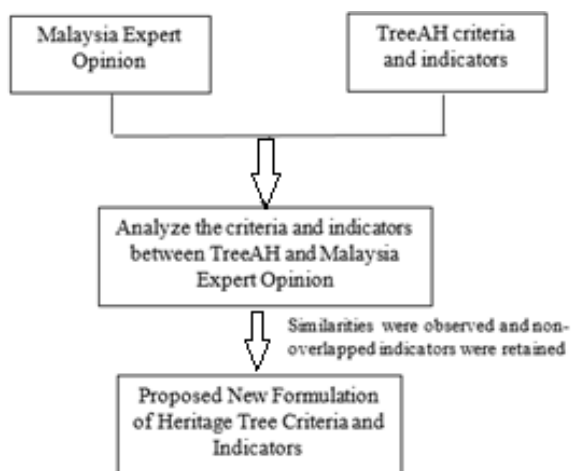 Malaysia Expert
Opinion
TreeAH criteria
and indicators
Analyze the criteria and indicators
between TreeAH and Malaysia
Expert Opinion
Similarities were observed and non-
overlapped indicators were retained
Proposed New Formulation
of Heritage Tree Criteria and
Indicators